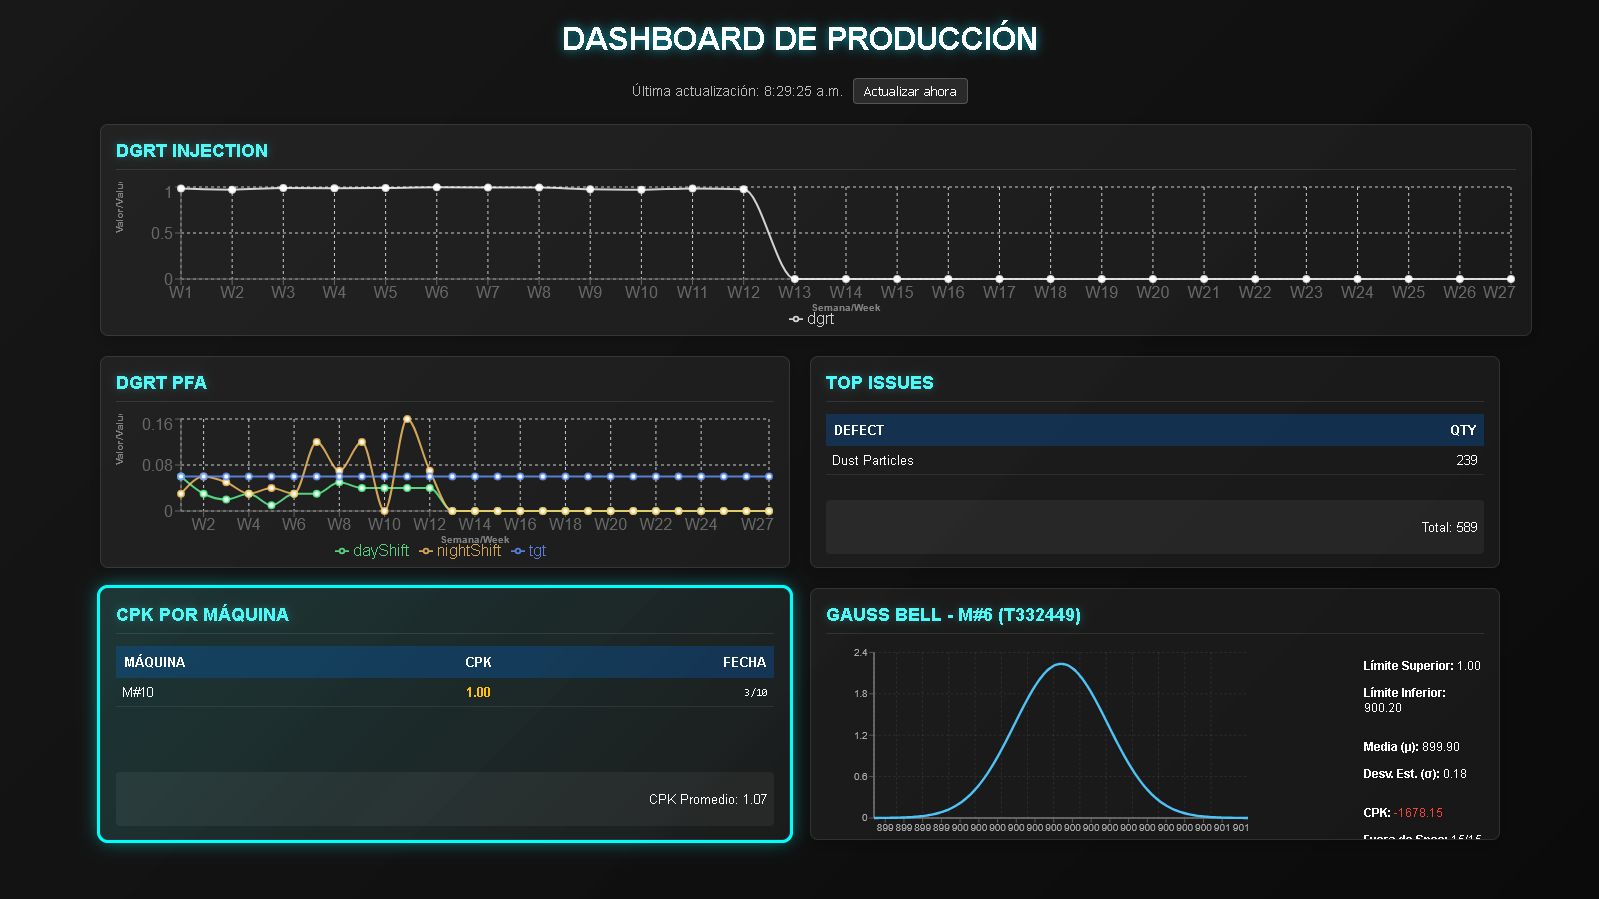 DASHBOARD DE PRODUCCIÓN
Última actualización: 8:29:25 a.m. Actualizar ahora
DGRT INJECTION
Valor/Valu
1
0.5
0
W1 W2 W3 W4 W5 W6 W7 W8 W9 W10 W11 W12 W13 W14 W15 W16 W17 W18 W19 W20 W21 W22 W23 W24 W25 W26 W27
Semana/Week
dgrt
DGRT PFA
Valor/Valu
0.16
0.08
0
W2 W4 W6 W8 W10 W12 W14 W16 W18 W20 W22 W24 W27
Semana/Week
dayShift nightShift tgt
TOP ISSUES
DEFECT QTY
Dust Particles 239
Total: 589
CPK POR MÁQUINA
MÁQUINA CPK FECHA
M#10 1.00 3/10
CPK Promedio: 1.07
GAUSS BELL - M#6 (T332449)
2.4
1.8
1.2
0.6
0
899 899 899 899 900 900 900 900 900 900 900 900 900 900 900 900 900 900 901 901
Límite Superior: 1.00
Límite Inferior:
900.20
Media (μ): 899.90
Desv. Est. (σ): 0.18
CPK: -1678.15
Fuera de Spec: 15/15